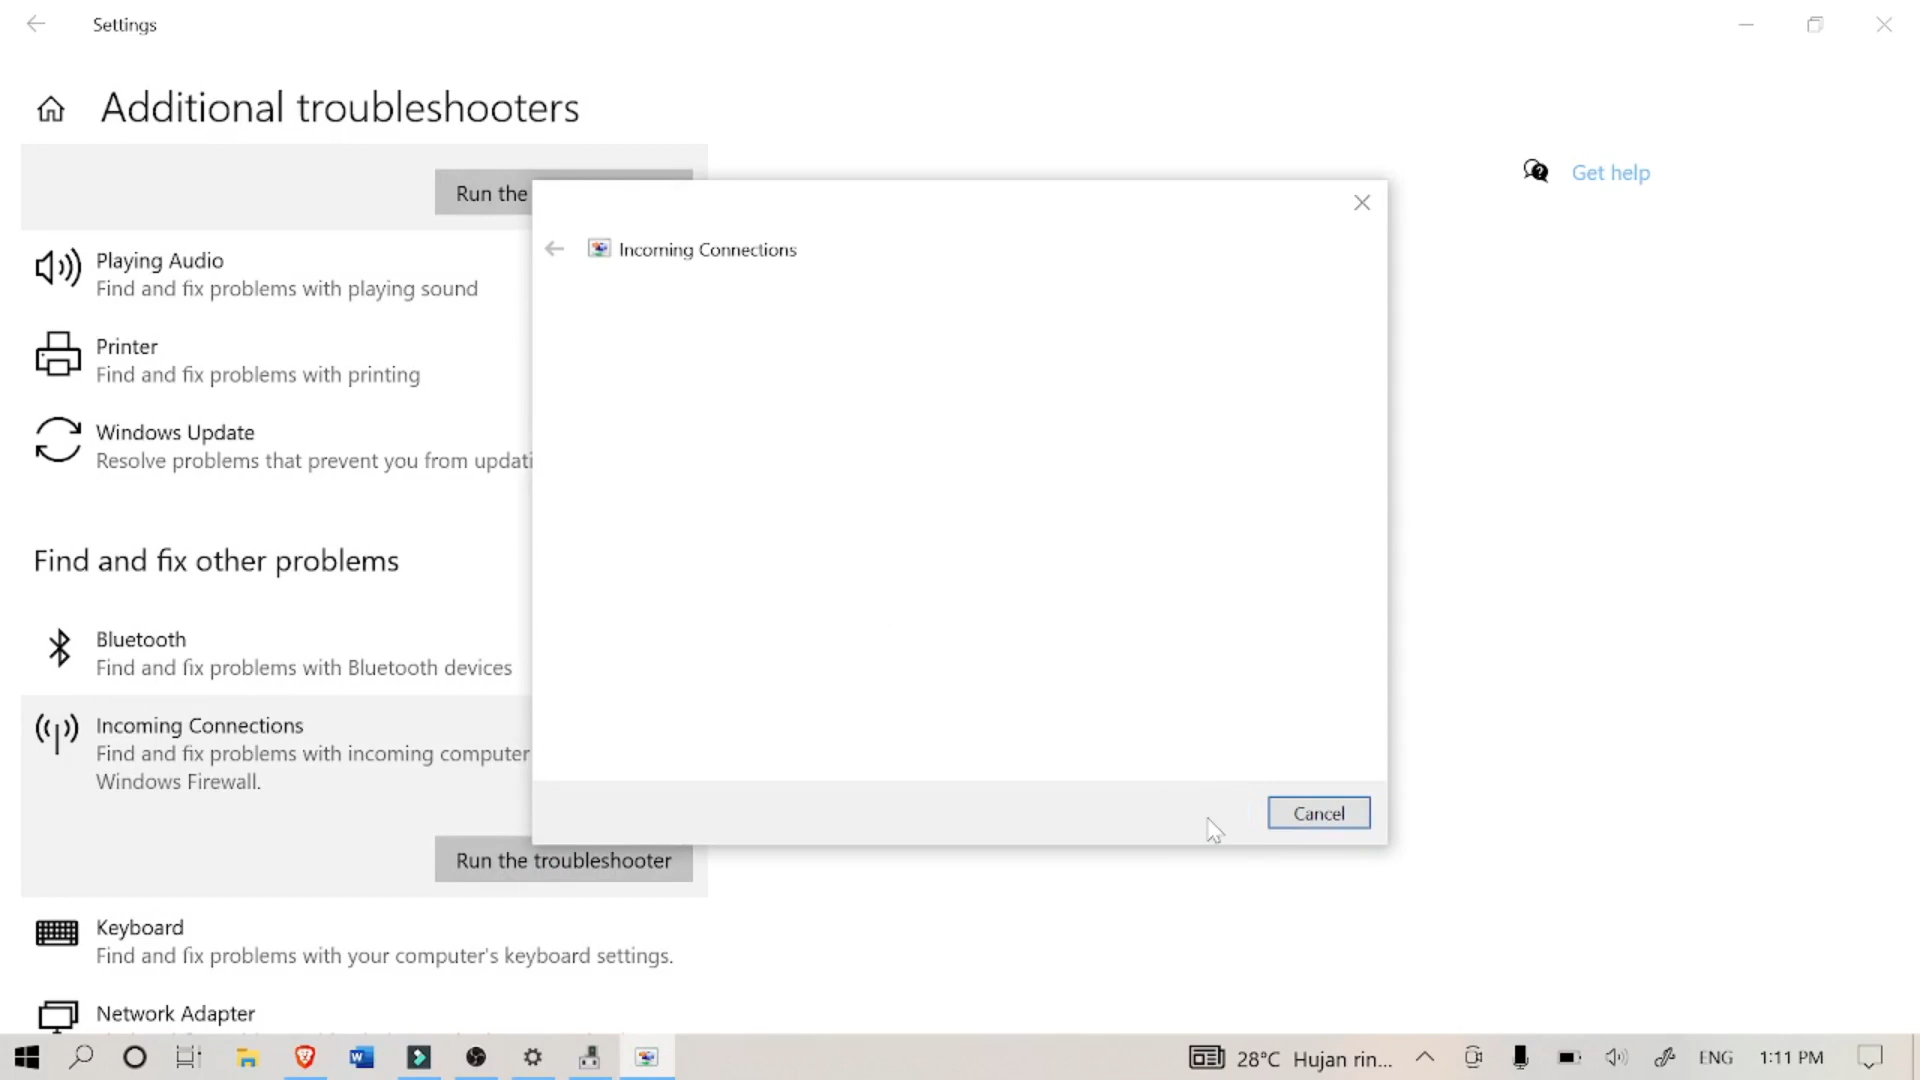 Settings
Additional troubleshooters
Get help
Run the
Incoming Connections
Playing Audio
Find and fix problems with playing sound
Printer
Find and fix problems with printing
Windows Update
Resolve problems that prevent you from updati
Find and fix other problems
Bluetooth
Find and fix problems with Bluetooth devices
Incoming Connections
Find and fix problems with incoming computer
Windows Firewall.
Cancel
Run the troubleshooter
Keyboard
Find and fix problems with your computer's keyboard settings.
Network Adapter
28°C Hujan rin...
ENG
1:11 PM